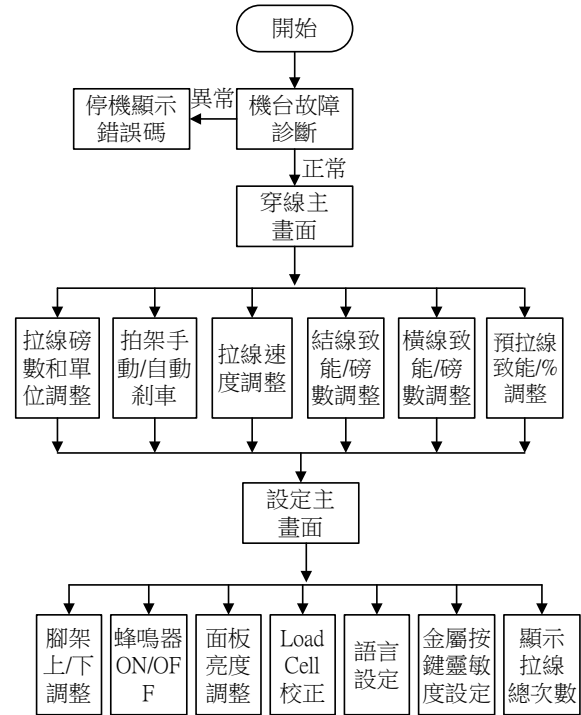 開始
停機顯示
錯誤碼
異常
機台故障
診斷
正常
穿線主
畫面
拉線磅
數和單
位調整
拍架手
動/自動
剎車
拉線速
度調整
結線致
能/磅
數調整
橫線致
能/磅
數調整
預拉線
致能/%
調整
設定主
畫面
腳架
上/下
調整
蜂鳴器
ON/OF
F
面板
亮度
調整
Load
Cell
校正
語言
設定
金屬按
鍵靈敏
度設定
顯示
拉線
總次數